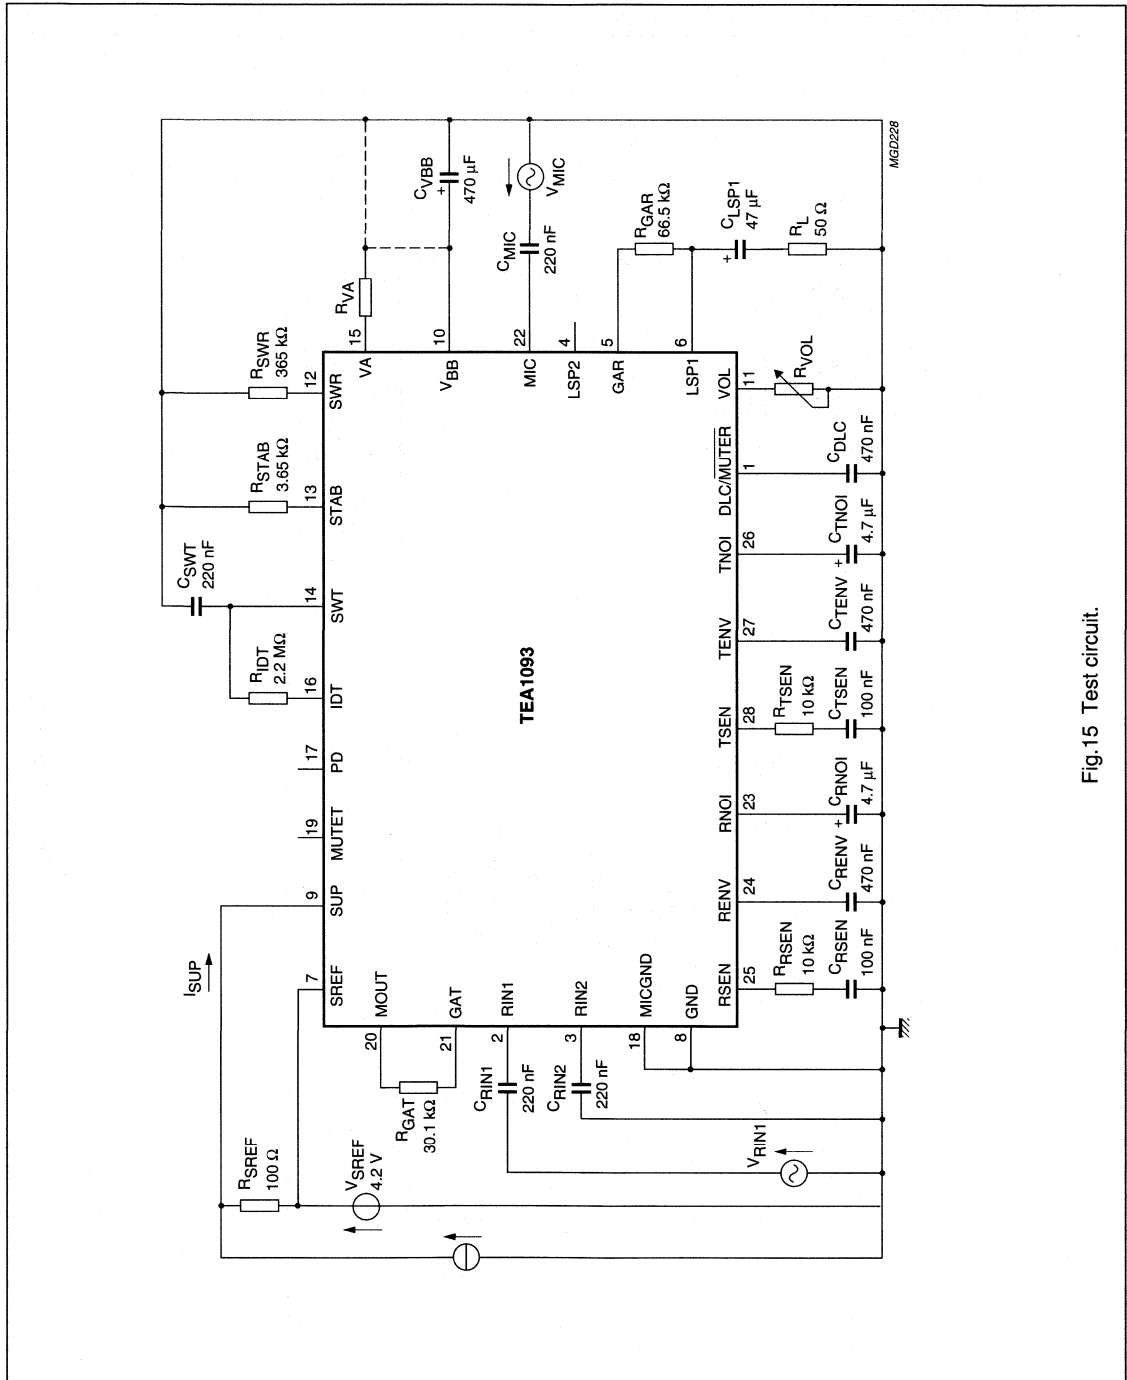 MGD228
CVBB
470 µF
+
CMIC
220 nF
VMIC
RVA
RGAR
66.5 kΩ
CLSP1
47 µF
+
RL
50 Ω
RSWR
365 kΩ
RSTAB
3.65 kΩ
CSWT
220 nF
RIDT
2.2 MΩ
15
10
22
4
5
6
VA
VBB
MIC
LSP2
GAR
LSP1
12
SWR
13
STAB
14
SWT
16
IDT
17
PD
19
MUTET
9
SUP
7
SREF
ISUP
TEA1093
VOL
11
RVOL
DLC/MUTER
1
CDLC
470 nF
TNOI
26
CTNOI
+
4.7 µF
TENV
27
CTENV
470 nF
TSEN
28
RTSEN
10 kΩ
CTSEN
100 nF
RNOI
23
CRNOI
+
4.7 µF
RENV
24
CRENV
470 nF
RSEN
25
RRSEN
10 kΩ
CRSEN
100 nF
MOUT
GAT
RIN1
RIN2
MICGND
GND
20
21
2
3
18
8
RGAT
30.1 kΩ
CRIN1
220 nF
CRIN2
220 nF
RSREF
100 Ω
VSREF
4.2 V
VRIN1
Fig.15 Test circuit.